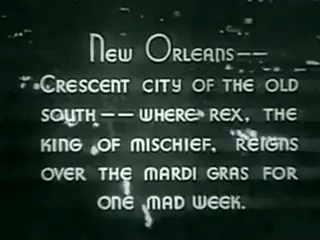 New Orleans——
Crescent city of the old
South —— where Rex, the
king of mischief, reigns
over the Mardi Gras for
one mad week.